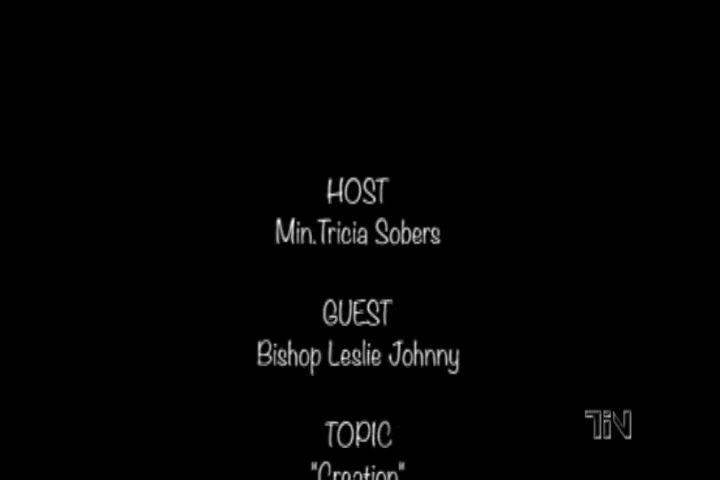 HOST
Min.Tricia Sobers
GUEST
Bishop Leslie Johnny
TOPIC
"Creation"
TiN